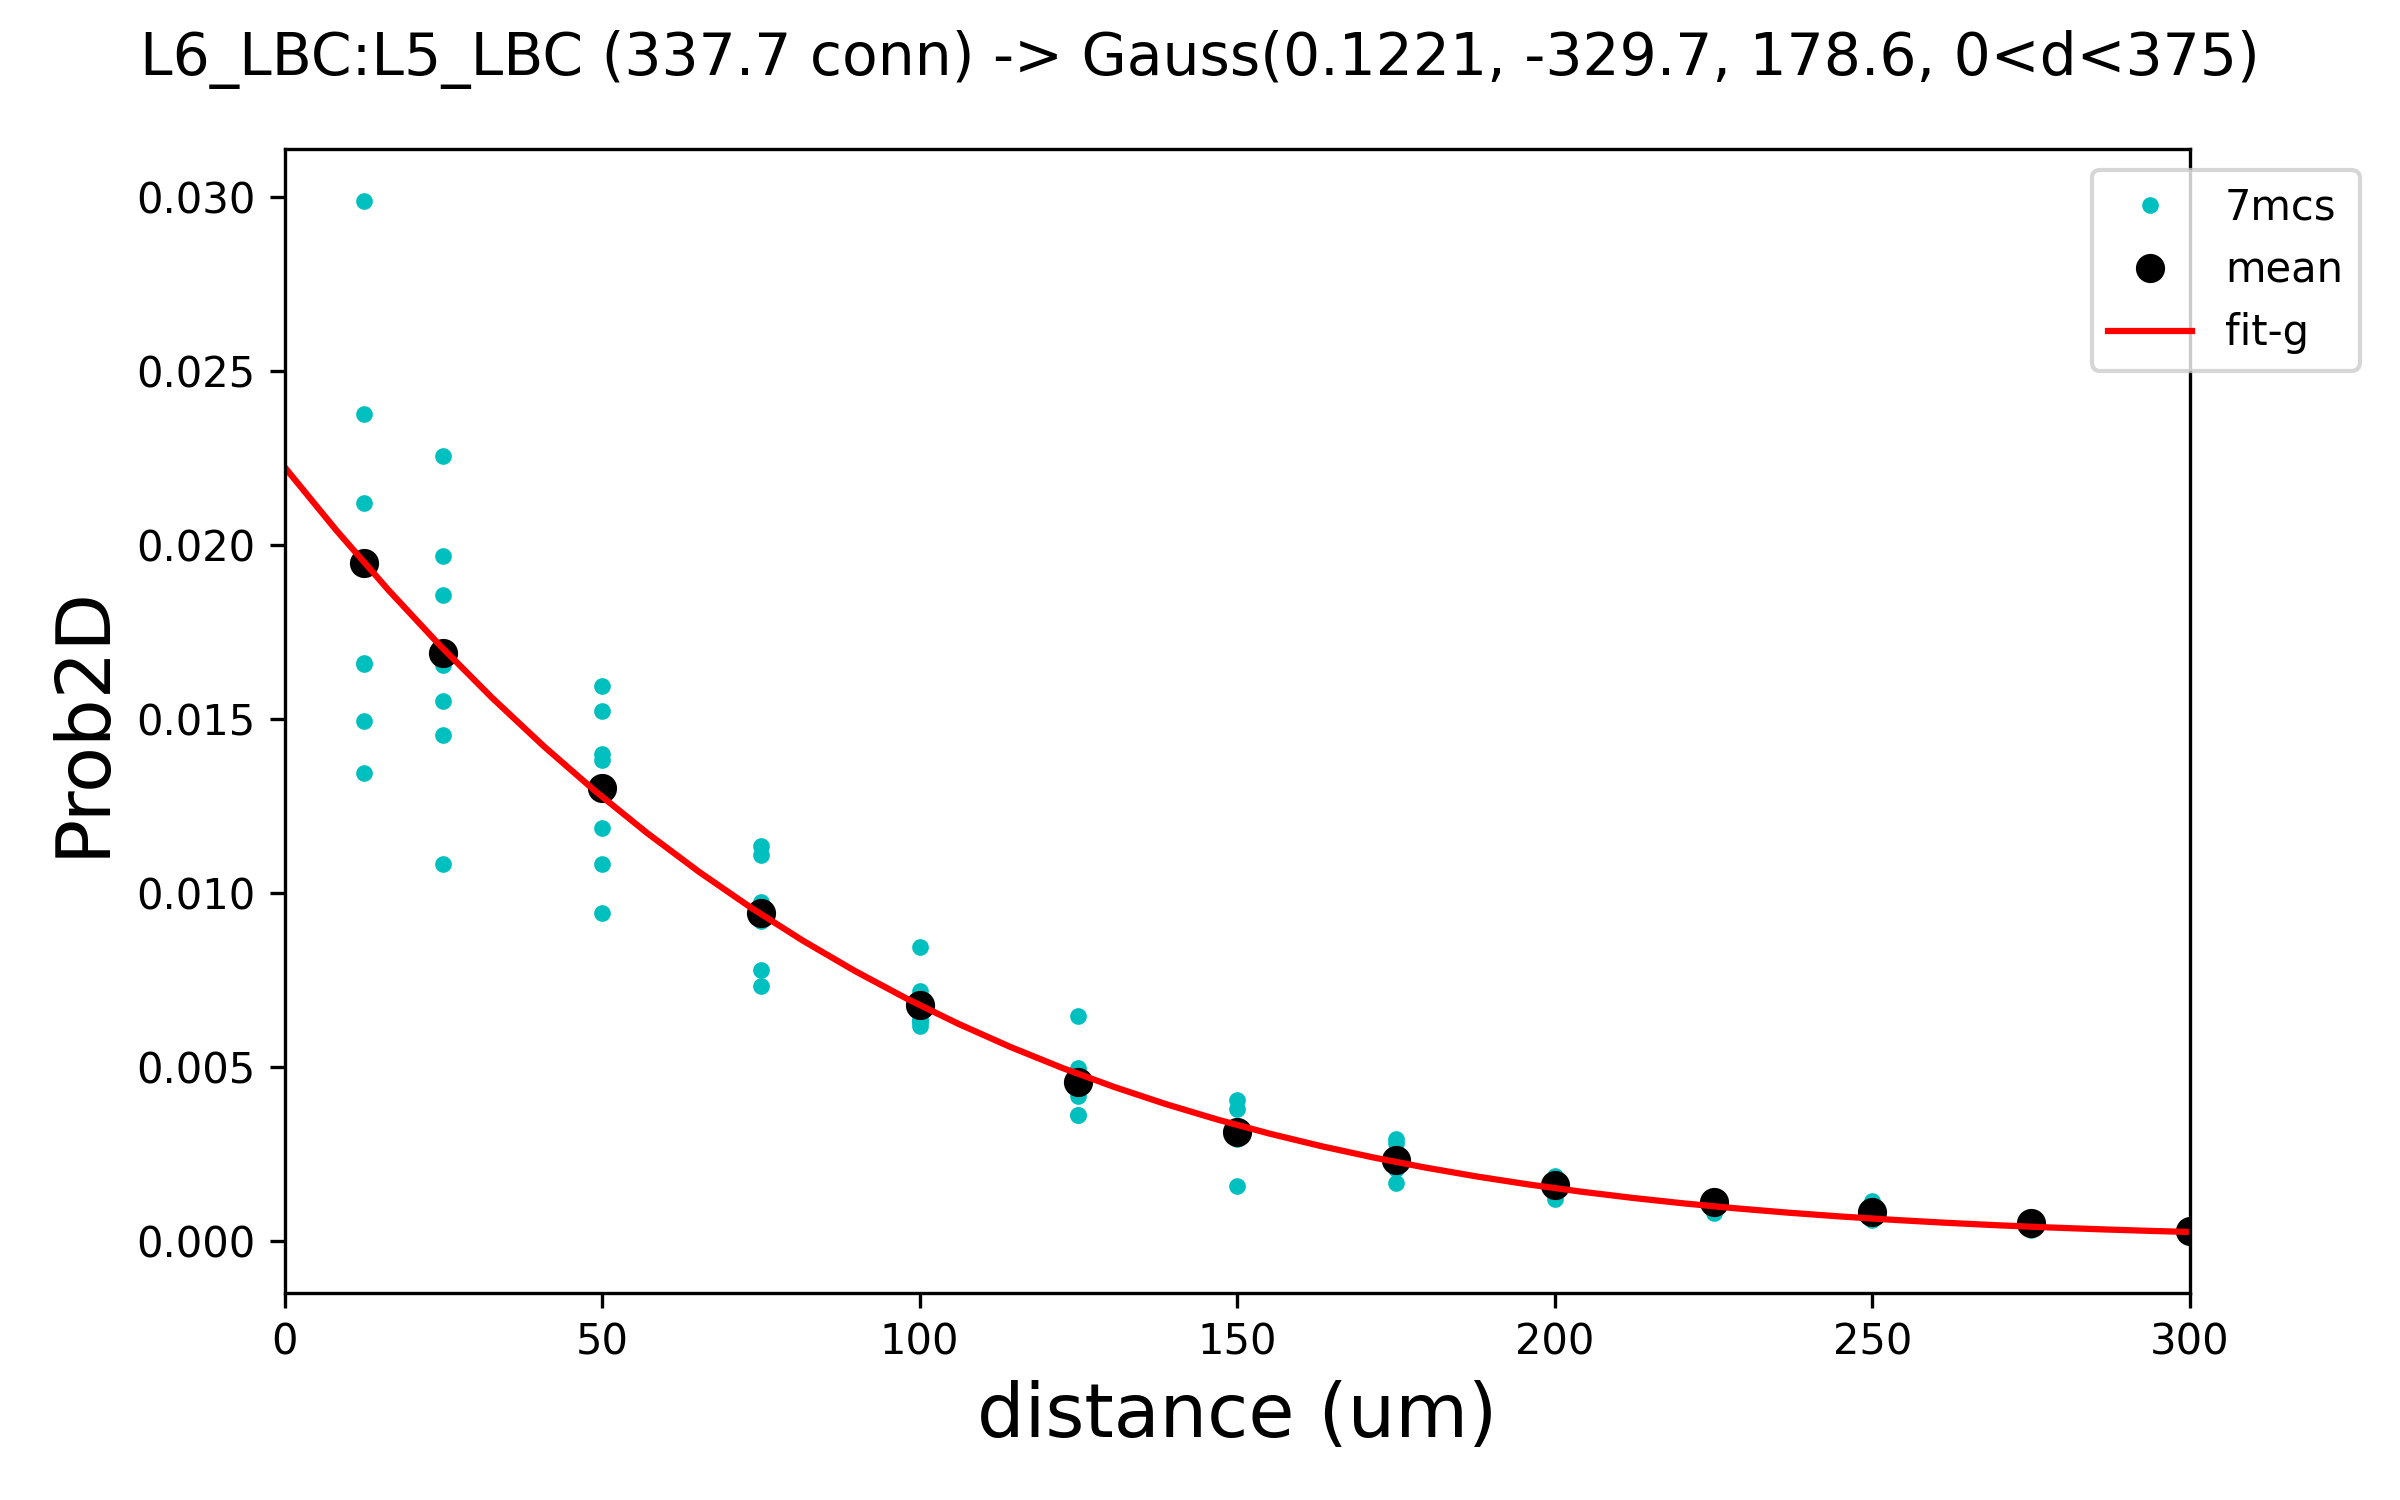 L6_LBC:L5_LBC (337.7 conn) -> Gauss(0.1221, -329.7, 178.6, 0<d<375)
7mcs
mean
fit-g
0.030
0.025
0.020
0.015
0.010
0.005
0.000
Prob2D
0 50 100 150 200 250 300
distance (um)